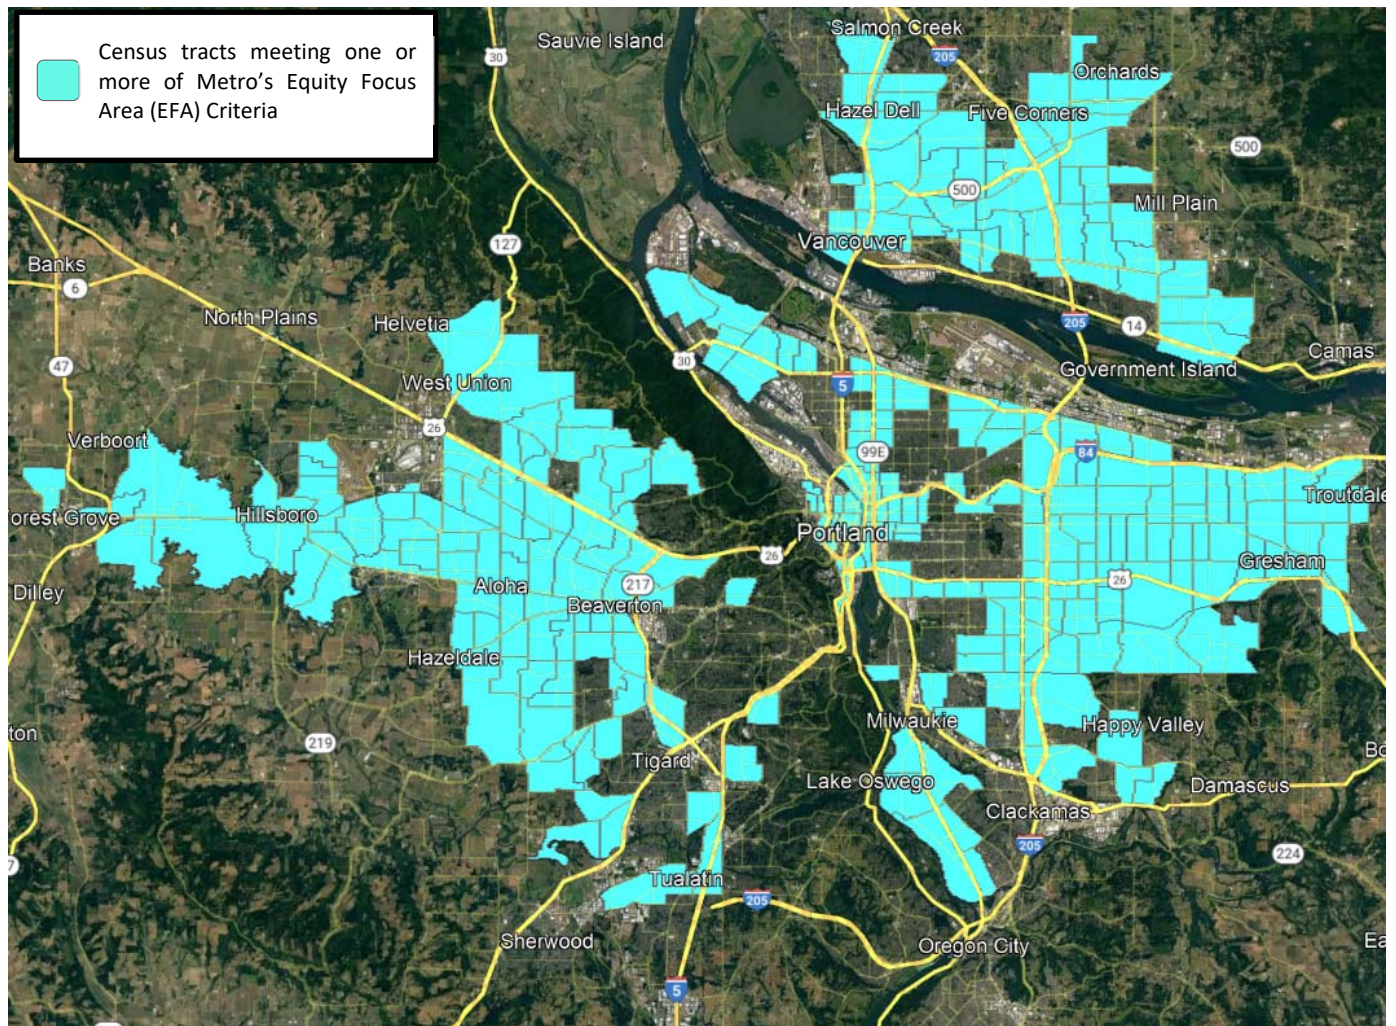 Census tracts meeting one or
more of Metro’s Equity Focus
Area (EFA) Criteria
Sauvie Island
Salmon Creek
30
205
Orchards
Hazel Dell
Five Corners
500
500
Mill Plain
127
Vancouver
Banks
6
North Plains
Helvetia
205
14
Camas
47
30
Government Island
West Union
5
26
Verboort
99E
84
Troutdale
Forest Grove
Hillsboro
Portland
26
Gresham
Dilley
Aloha
217
26
Beaverton
Hazeldale
ton
219
Milwaukie
Happy Valley
Bo
Tigard
Lake Oswego
Damascus
Clackamas
205
224
7
Tualatin
205
Sherwood
Oregon City
Ea
5